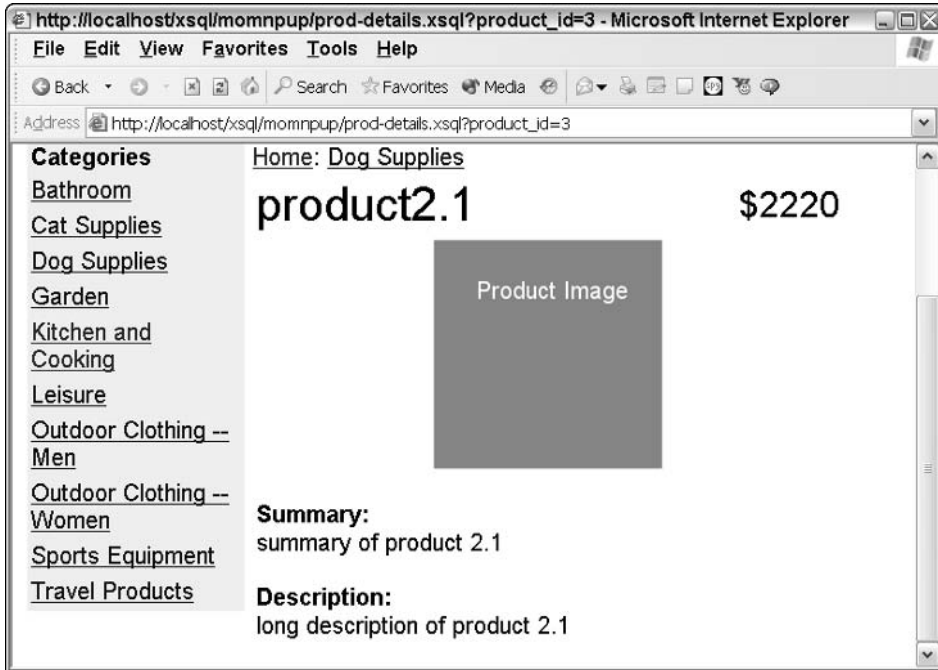 http://localhost/xsql/momnpup/prod-details.xsql?product_id=3 - Microsoft Internet Explorer
File Edit View Favorites Tools Help
Back Search Favorites Media
Address http://localhost/xsql/momnpup/prod-details.xsql?product_id=3
Categories
Bathroom
Cat Supplies
Dog Supplies
Garden
Kitchen and
Cooking
Leisure
Outdoor Clothing --
Men
Outdoor Clothing --
Women
Sports Equipment
Travel Products
Home: Dog Supplies
product2.1 $2220
Product Image
Summary:
summary of product 2.1
Description:
long description of product 2.1